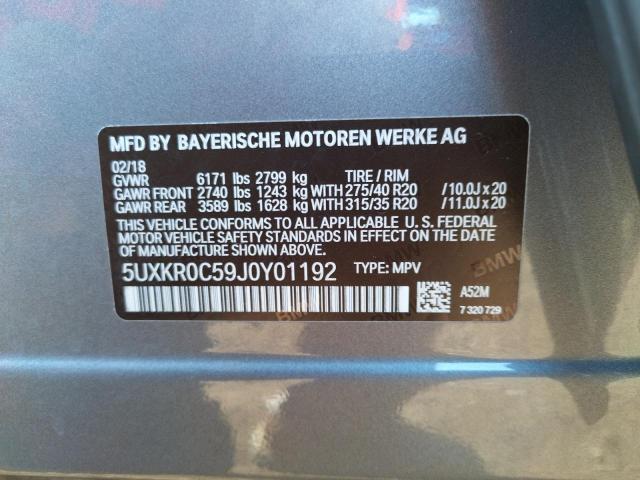 MFD BY BAYERISCHE MOTOREN WERKE AG
02/18
GVWR 6171 lbs 2799 kg TIRE / RIM
GAWR FRONT 2740 lbs 1243 kg WITH 275/40 R20 / 10.0J x 20
GAWR REAR 3589 lbs 1628 kg WITH 315/35 R20 / 11.0J x 20
THIS VEHICLE CONFORMS TO ALL APPLICABLE U. S. FEDERAL
MOTOR VEHICLE SAFETY STANDARDS IN EFFECT ON THE DATE
OF MANUFACTURE SHOWN ABOVE.
5UXKR0C59J0Y01192 TYPE: MPV
A52M
7 320 729
BMW
BMW
BMW